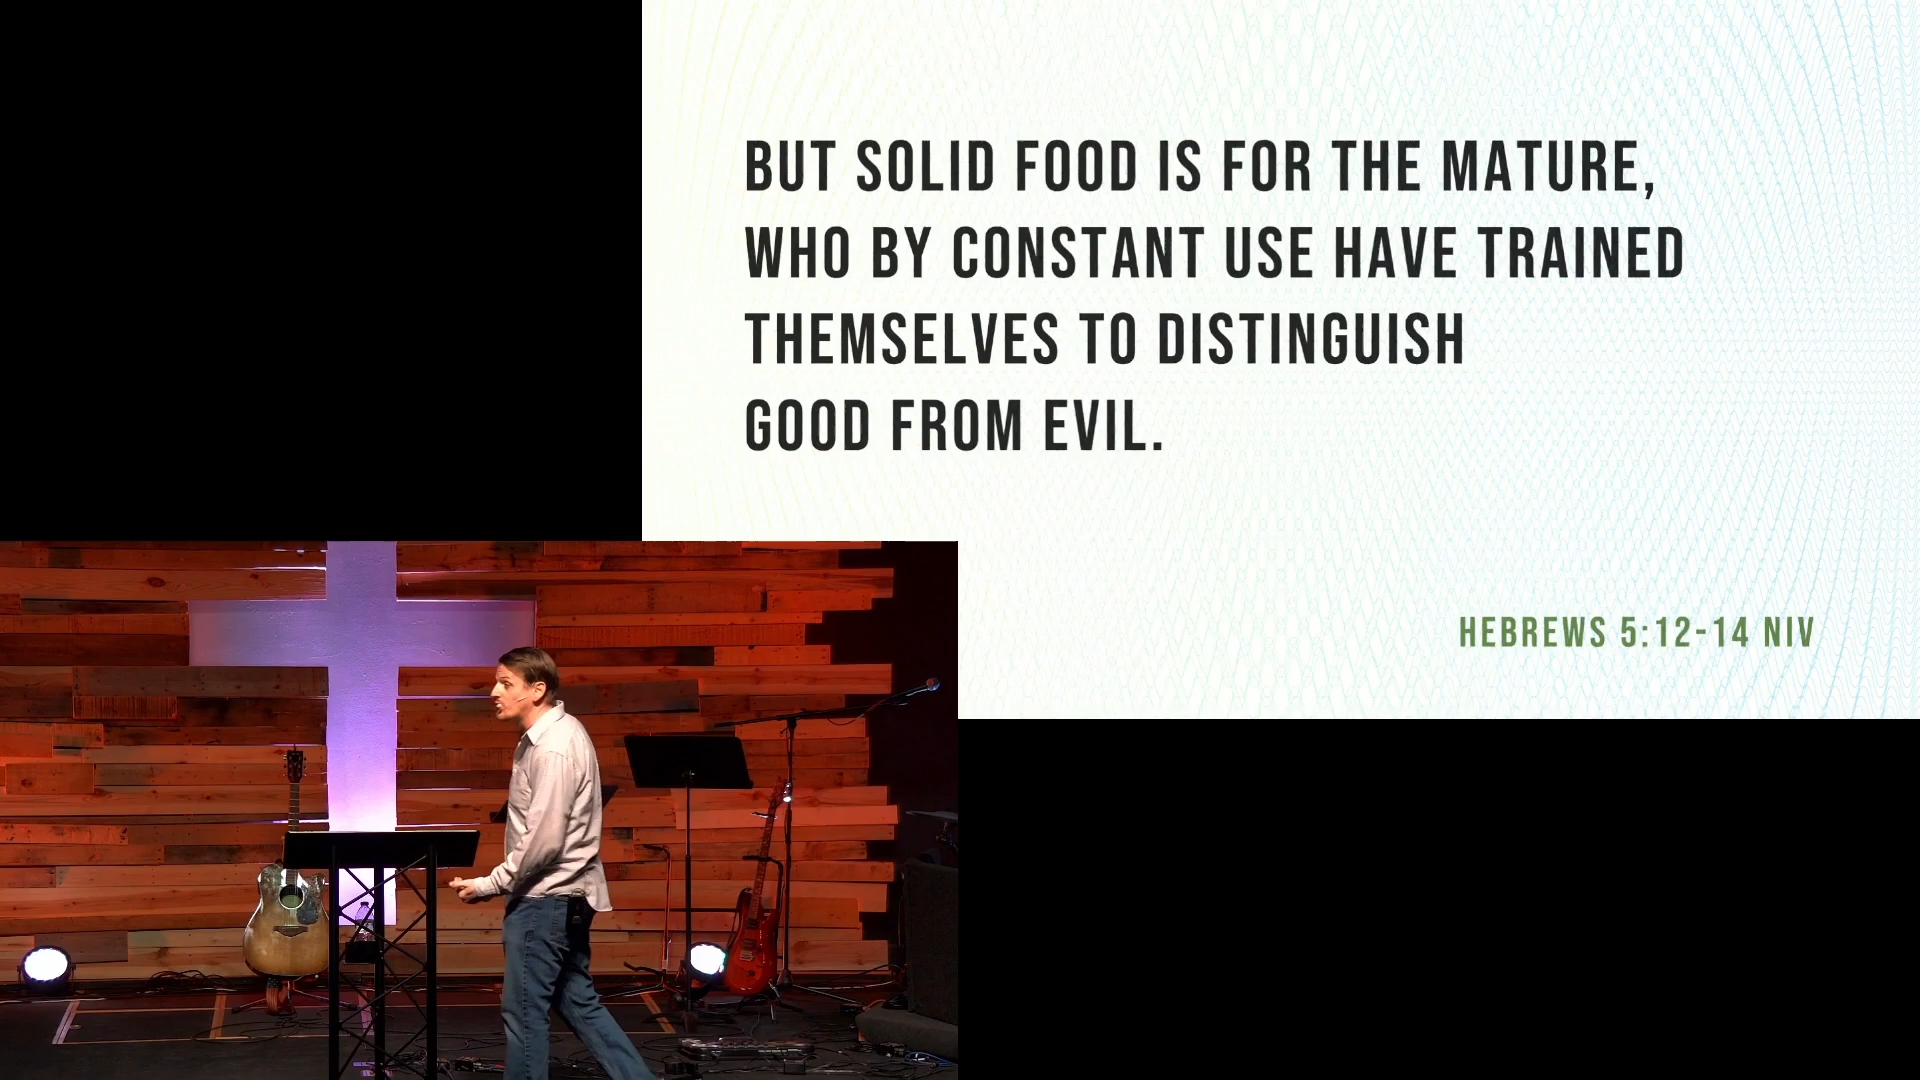 BUT SOLID FOOD IS FOR THE MATURE,
WHO BY CONSTANT USE HAVE TRAINED
THEMSELVES TO DISTINGUISH
GOOD FROM EVIL.
HEBREWS 5:12-14 NIV